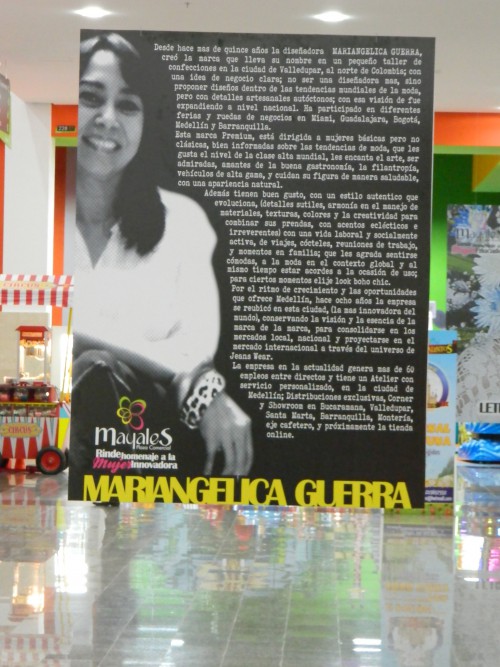 Desde hace mas de quince años la diseñadora MARIANGELICA GUERRA,
creó la marca que lleva su nombre en un pequeño taller de
confecciones en la ciudad de Valledupar, al norte de Colombia; con
una idea de negocio clara; no ser una diseñadora mas, sino
proponer diseños dentro de las tendencias mundiales de la moda,
pero con detalles artesanales autóctonos; con esa visión de fue
expandiendo a nivel nacional. Ha participado en diferentes
ferias y ruedas de negocios en Miami, Guadalajara, Bogotá,
Medellín y Barranquilla.
Esta marca Premium, está dirigida a mujeres básicas pero no
clásicas, bien informadas sobre las tendencias de moda, que les
gusta el nivel de la clase alta mundial, les encanta el arte, ser
admiradas, amantes de la buena gastronomía, la filantropía,
vehículos de alta gama, y cuidan su figura de manera saludable,
con una apariencia natural.
Además tienen buen gusto, con un estilo autentico que
evoluciona, (detalles sutiles, armonía en el manejo de
materiales, texturas, colores y la creatividad para
combinar sus prendas, con acentos eclécticos e
irreverentes) con una vida laboral y socialmente
activa, de viajes, cócteles, reuniones de trabajo,
y momentos en familia; que les agrada sentirse
cómodas, a la moda en el contexto global y al
mismo tiempo estar acordes a la ocasión de uso;
para ciertos momentos elije look boho chic.
Por el ritmo de crecimiento y las oportunidades
que ofrece Medellín, hace ocho años la empresa
se reubicó en esta ciudad, (la mas innovadora del
mundo), conservando la visión y la esencia de la
marca de la marca, para consolidarse en los
mercados local, nacional y proyectarse en el
mercado internacional a través del universo de
Jeans Wear.
La empresa en la actualidad genera mas de 60
empleos entre directos y tiene un Atelier con
servicio personalizado, en la ciudad de
Medellín; Distribuciones exclusivas, Corner
y Showroom en Bucaramana, Valledupar,
Santa Marta, Barranquilla, Montería,
eje cafetero, y próximamente la tienda
online.
Mayales
Plaza Comercial
Rinde homenaje a la
Mujer Innovadora
MARIANGELICA GUERRA
CIRCUS